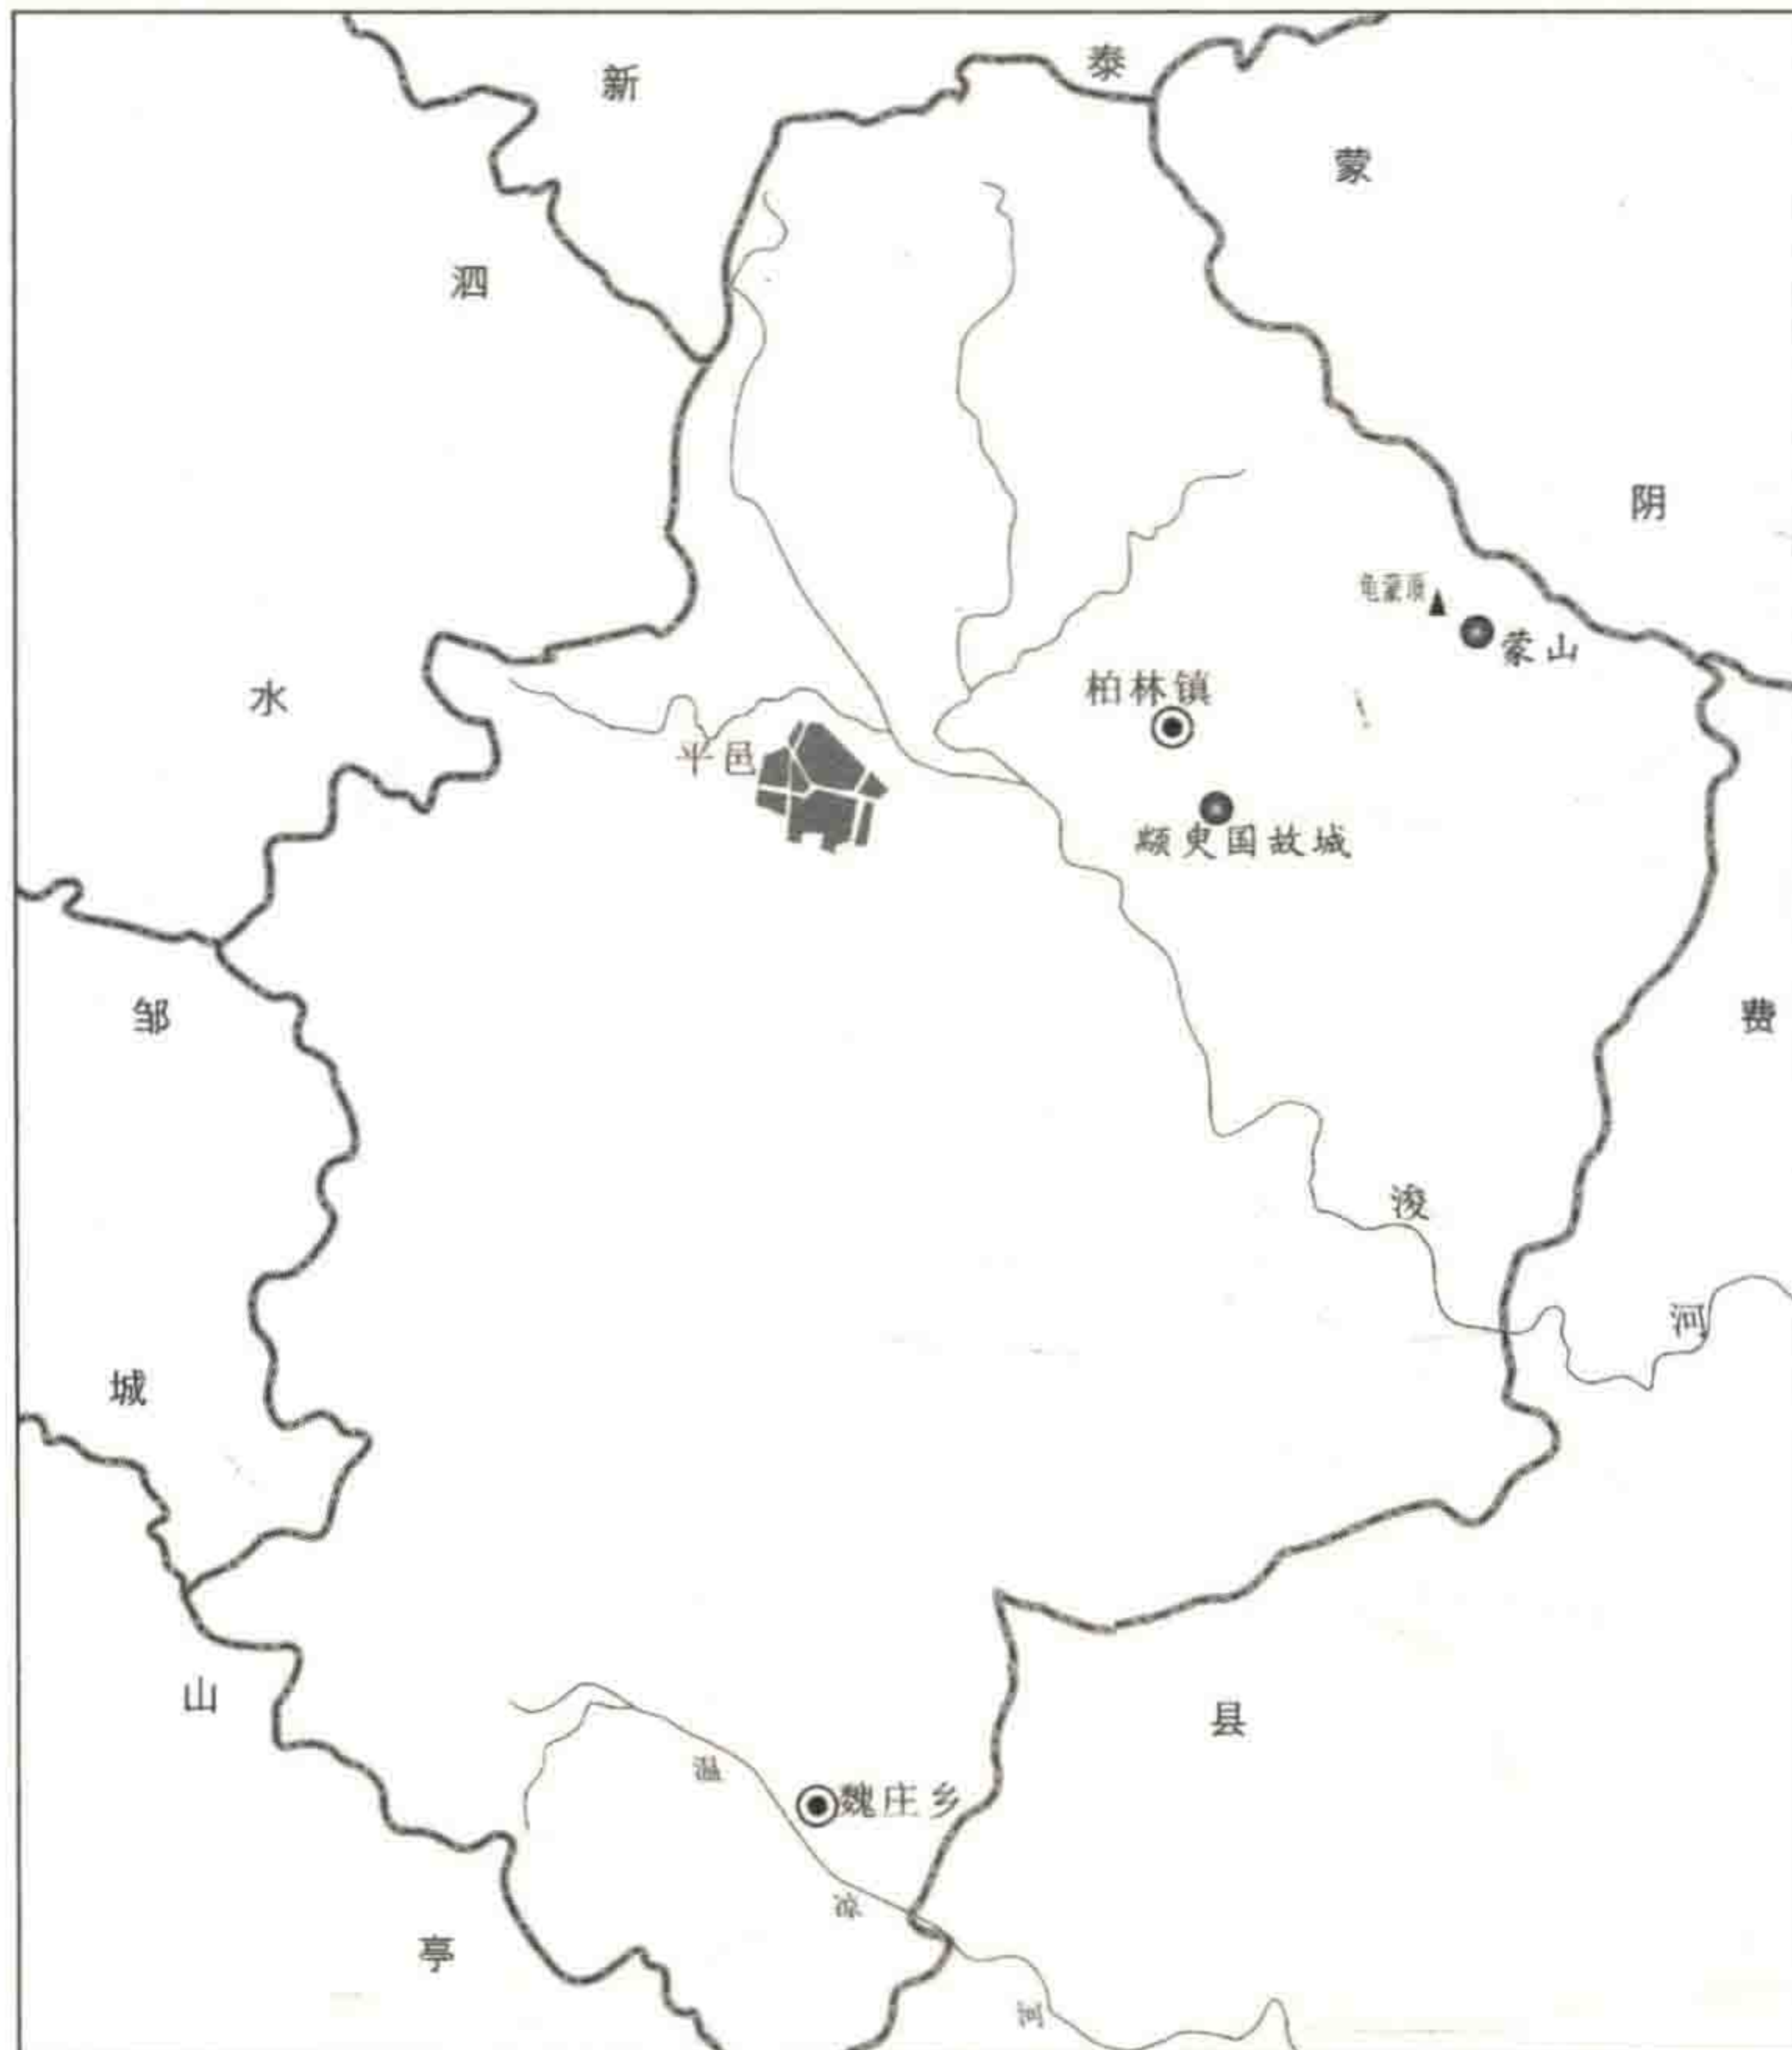 新泰
蒙阴
泗水
龟蒙顶
蒙山
柏林镇
平邑
颛臾国故城
邹城
费县
浚河
山亭
温凉河
魏庄乡